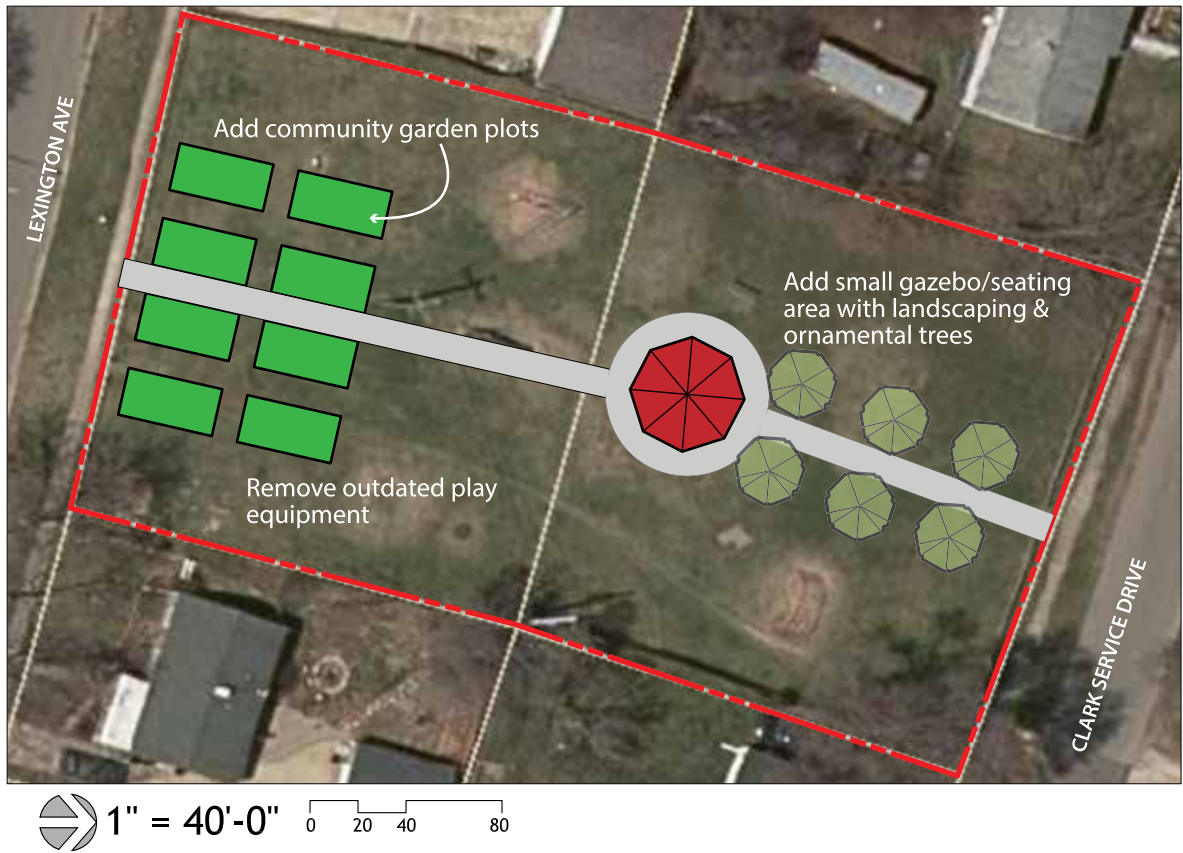 LEXINGTON AVE
Add community garden plots
Add small gazebo/seating
area with landscaping &
ornamental trees
Remove outdated play
equipment
CLARK SERVICE DRIVE
1" = 40'-0"
0 20 40 80